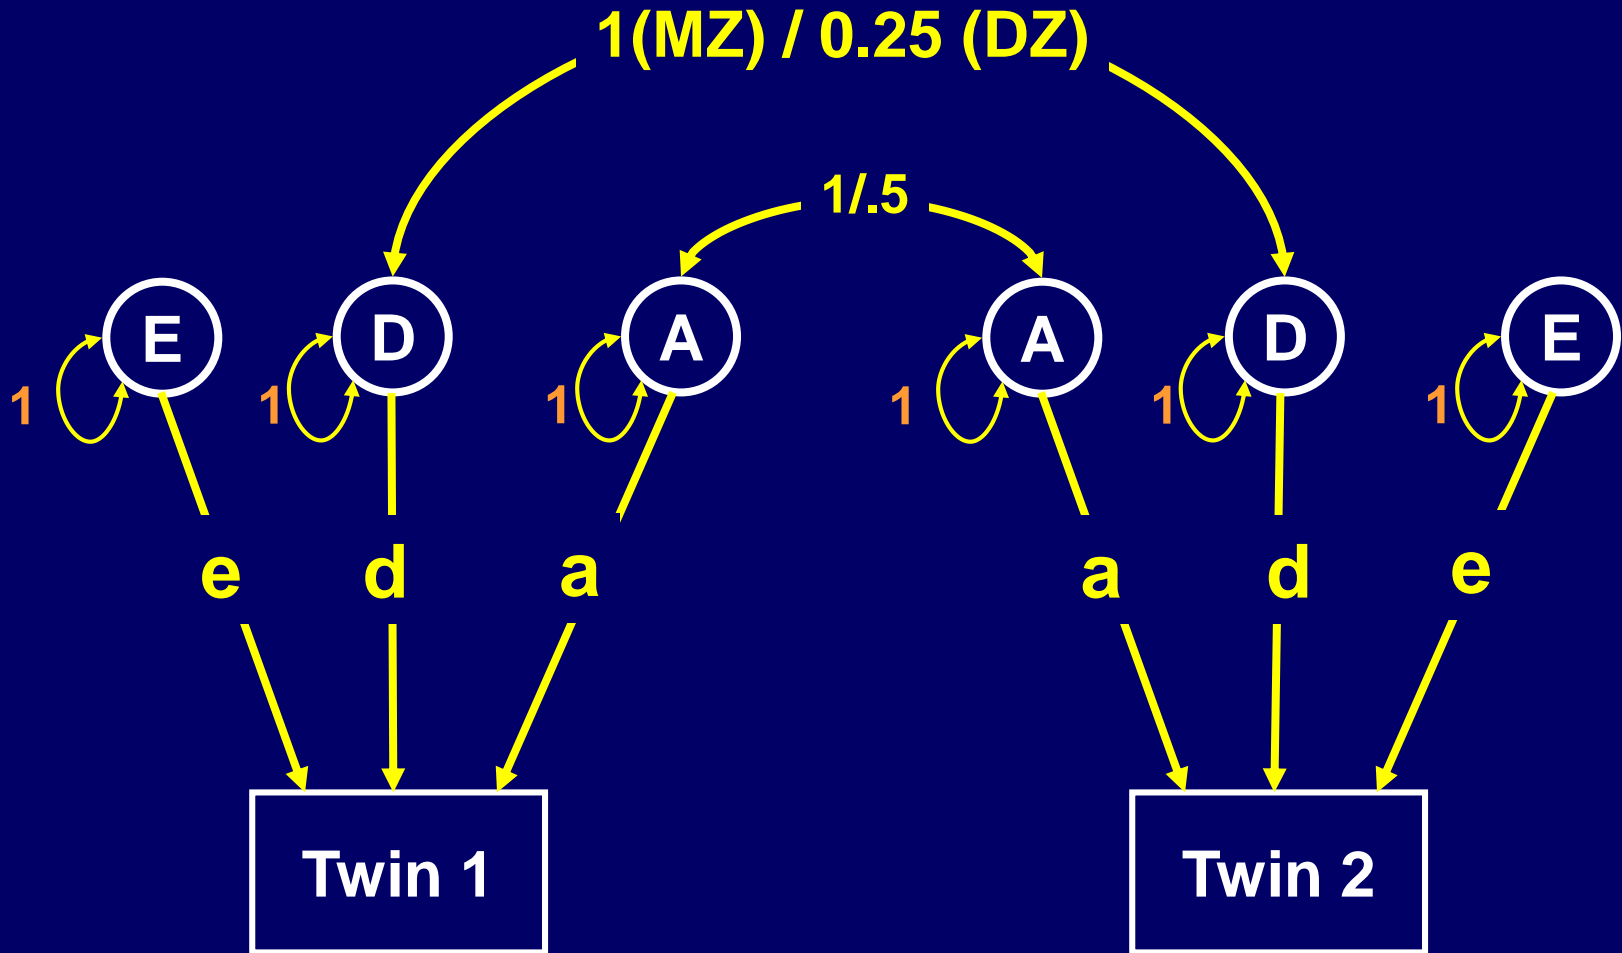 1(MZ) / 0.25 (DZ)
1/.5
E D A A D E
1 1 1 1 1 1
e d a a d e
Twin 1 Twin 2